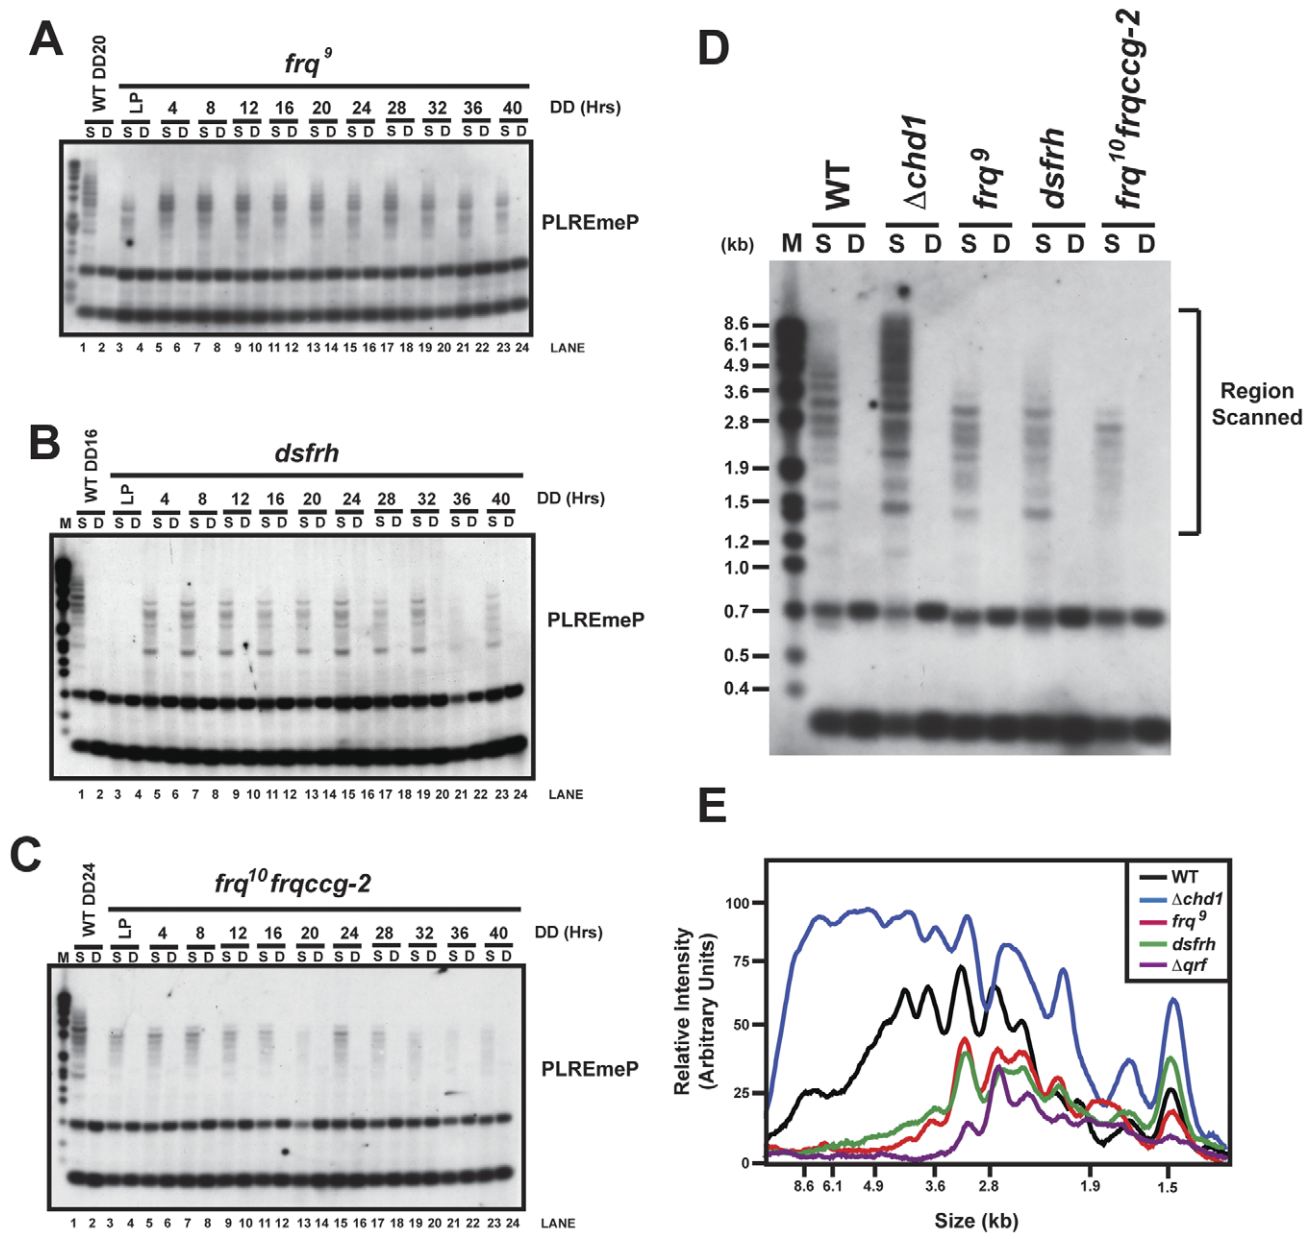 A
WT DD20
frq 9
LP 4 8 12 16 20 24 28 32 36 40 DD (Hrs)
S D S D S D S D S D S D S D S D S D S D S D S D
PLREmeP
1 2 3 4 5 6 7 8 9 10 11 12 13 14 15 16 17 18 19 20 21 22 23 24 LANE
B
WT DD16
dsfrh
LP 4 8 12 16 20 24 28 32 36 40 DD (Hrs)
M S D S D S D S D S D S D S D S D S D S D S D S D
PLREmeP
1 2 3 4 5 6 7 8 9 10 11 12 13 14 15 16 17 18 19 20 21 22 23 24 LANE
C
WT DD24
frq10 frqccg-2
LP 4 8 12 16 20 24 28 32 36 40 DD (Hrs)
M S D S D S D S D S D S D S D S D S D S D S D S D
PLREmeP
1 2 3 4 5 6 7 8 9 10 11 12 13 14 15 16 17 18 19 20 21 22 23 24 LANE
D
WT Δchd1 frq 9 dsfrh frq10frqccg-2
(kb) M S D S D S D S D S D
8.6
6.1
4.9
3.6
2.8
1.9
1.5
1.2
1.0
0.7
0.5
0.4
Region
Scanned
E
WT
Δchd1
frq 9
dsfrh
Δqrf
Relative Intensity
(Arbitrary Units)
100
75
50
25
0
8.6 6.1 4.9 3.6 2.8 1.9 1.5
Size (kb)